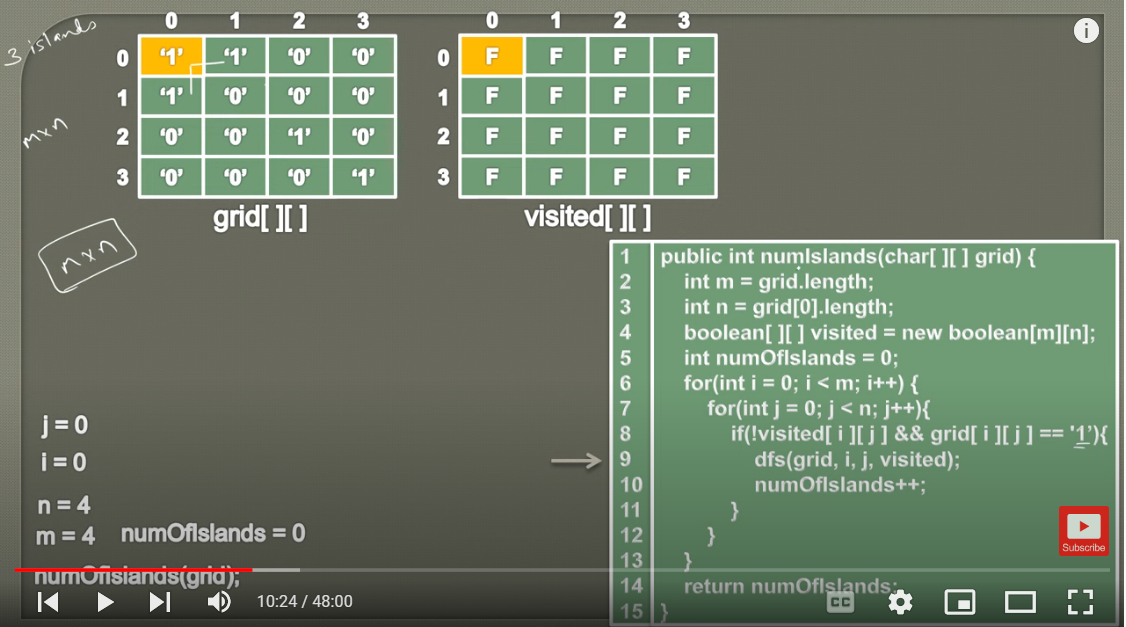 3 islands
m×n
m×n
0 1 2 3
0 '1' '1' '0' '0'
1 '1' '0' '0' '0'
2 '0' '0' '1' '0'
3 '0' '0' '0' '1'
grid[ ][ ]
0 1 2 3
0 F F F F
1 F F F F
2 F F F F
3 F F F F
visited[ ][ ]
i
j = 0
i = 0
n = 4
m = 4 numOfIslands = 0
numOfIslands(grid);
1 public int numIslands(char[ ][ ] grid) {
2 int m = grid.length;
3 int n = grid[0].length;
4 boolean[ ][ ] visited = new boolean[m][n];
5 int numOfIslands = 0;
6 for(int i = 0; i < m; i++) {
7 for(int j = 0; j < n; j++){
8 if(!visited[ i ][ j ] && grid[ i ][ j ] == '1'){
9 dfs(grid, i, j, visited);
10 numOfIslands++;
11 }
12 }
13 }
14 return numOfIslands;
15 }
Subscribe
10:24 / 48:00
CC